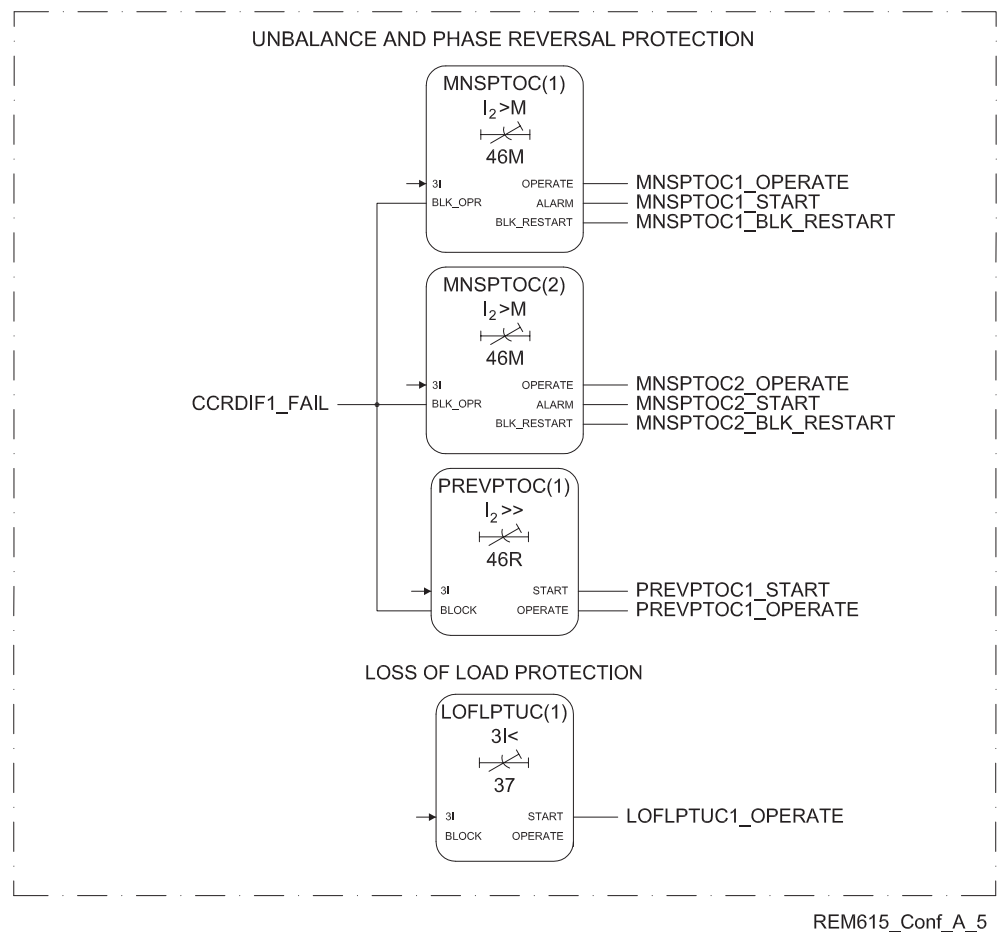 UNBALANCE AND PHASE REVERSAL PROTECTION
MNSPTOC(1)
I2>M
46M
3I OPERATE MNSPTOC1_OPERATE
BLK_OPR ALARM MNSPTOC1_START
BLK_RESTART MNSPTOC1_BLK_RESTART
MNSPTOC(2)
I2>M
46M
3I OPERATE MNSPTOC2_OPERATE
CCRDIF1_FAIL BLK_OPR ALARM MNSPTOC2_START
BLK_RESTART MNSPTOC2_BLK_RESTART
PREVPTOC(1)
I2>>
46R
3I START PREVPTOC1_START
BLOCK OPERATE PREVPTOC1_OPERATE
LOSS OF LOAD PROTECTION
LOFLPTUC(1)
3I<
37
3I START LOFLPTUC1_OPERATE
BLOCK OPERATE
REM615_Conf_A_5